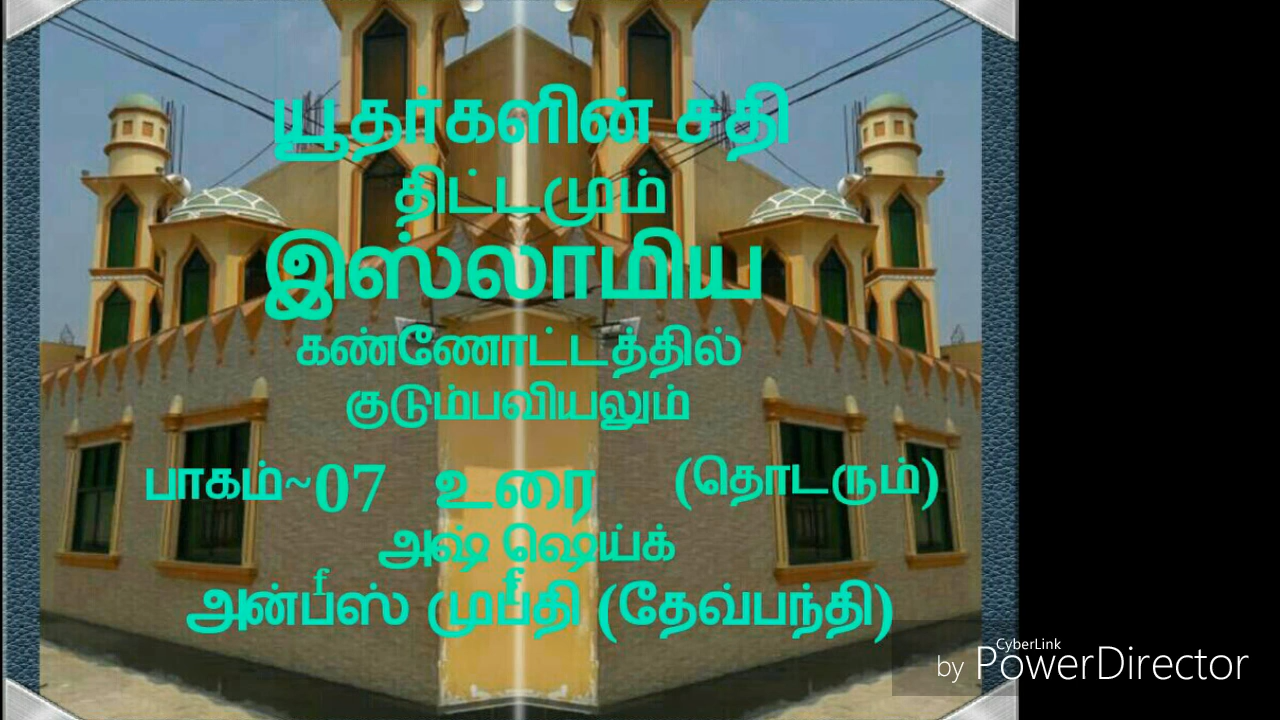 யூதர்களின் சதி
திட்டமும்
இஸ்லாமிய
கண்ணோட்டத்தில்
குடும்பவியலும்
பாகம்~07 உரை (தொடரும்)
அஷ் ஷெய்க்
f f
அன்பஸ் முப்தி (தேவ்பந்தி)
CyberLink
by PowerDirector